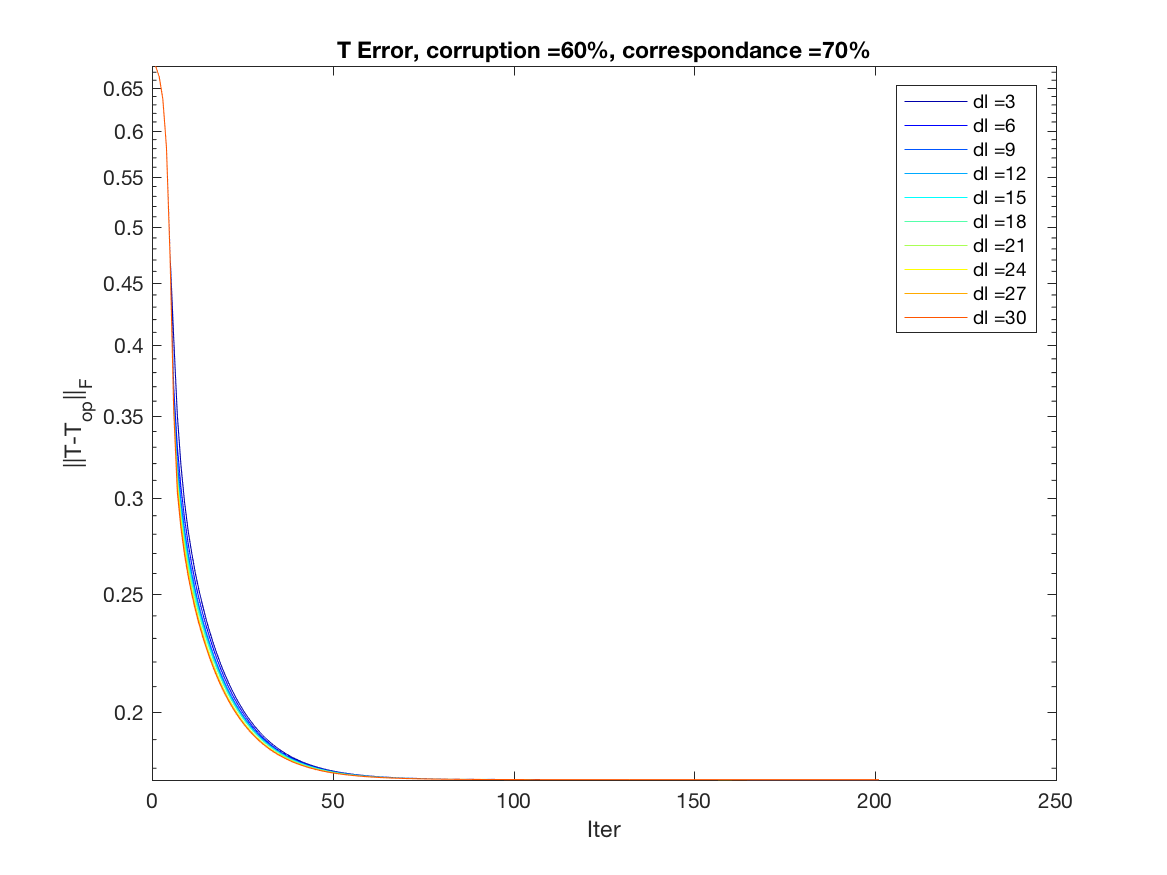 T Error, corruption =60%, correspondance =70%
0.65
0.6
0.55
0.5
0.45
0.4
0.35
0.3
0.25
0.2
||T-T_op||_F
0 50 100 150 200 250
Iter
dl =3
dl =6
dl =9
dl =12
dl =15
dl =18
dl =21
dl =24
dl =27
dl =30